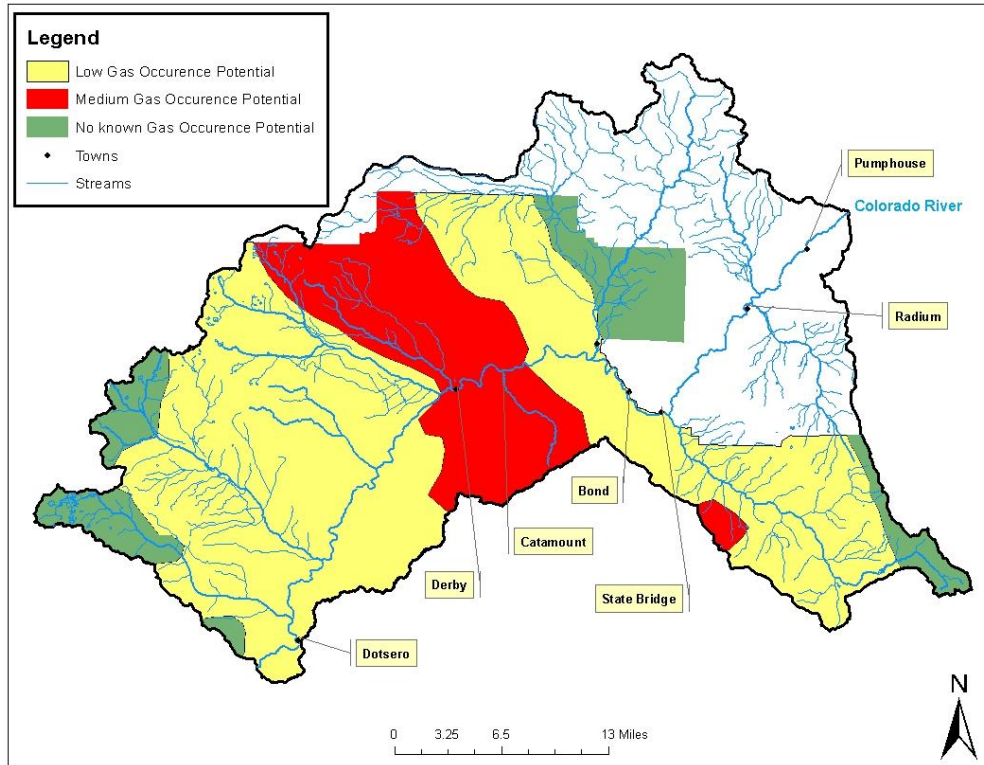 Legend
Low Gas Occurence Potential
Medium Gas Occurence Potential
No known Gas Occurence Potential
Towns
Streams
Pumphouse
Colorado River
Radium
Bond
Catamount
Derby
State Bridge
Dotsero
N
0 3.25 6.5 13 Miles